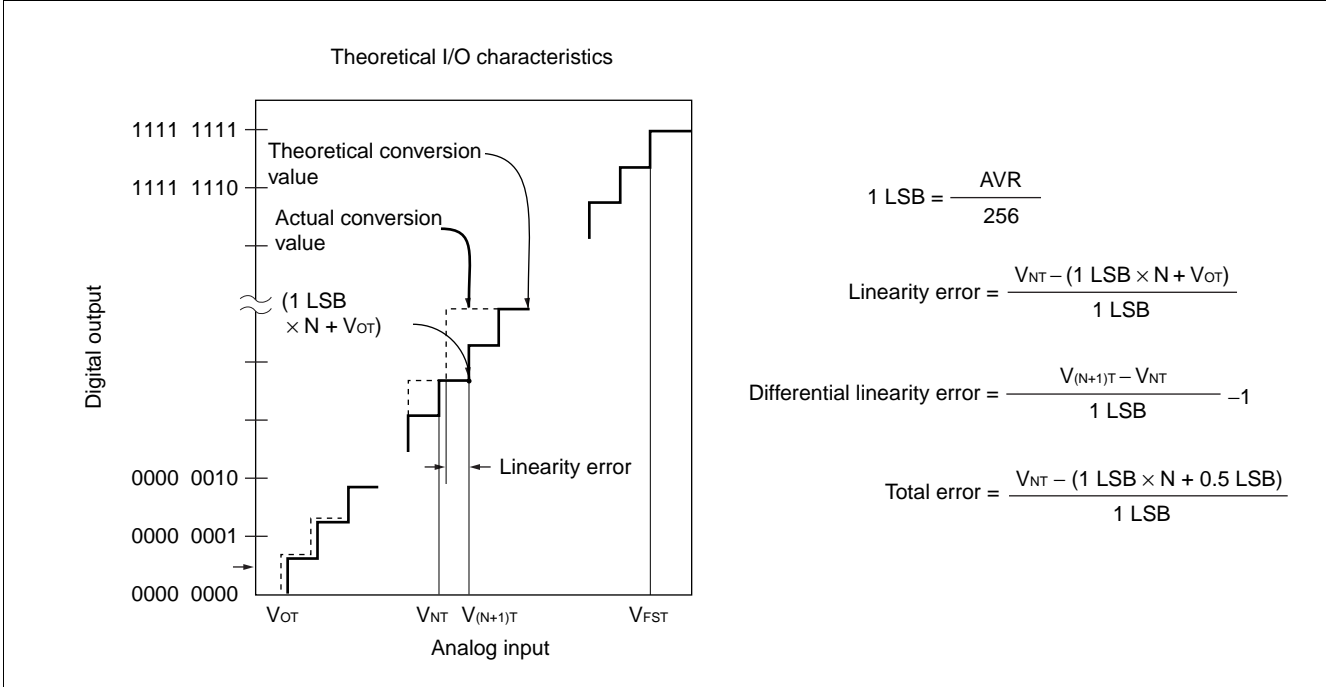 Theoretical I/O characteristics
1111 1111
1111 1110
0000 0010
0000 0001
0000 0000
Digital output
Theoretical conversion
value
Actual conversion
value
(1 LSB
× N + VOT)
Linearity error
VOT
VNT
V(N+1)T
VFST
Analog input
1 LSB = AVR / 256
Linearity error = VNT – (1 LSB × N + VOT) / 1 LSB
Differential linearity error = V(N+1)T – VNT / 1 LSB –1
Total error = VNT – (1 LSB × N + 0.5 LSB) / 1 LSB